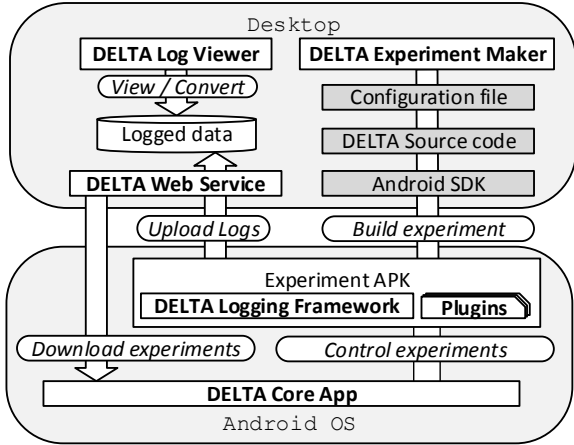 Desktop
DELTA Log Viewer
DELTA Experiment Maker
View / Convert
Configuration file
Logged data
DELTA Source code
DELTA Web Service
Android SDK
Upload Logs
Build experiment
Experiment APK
DELTA Logging Framework
Plugins
Download experiments
Control experiments
DELTA Core App
Android OS